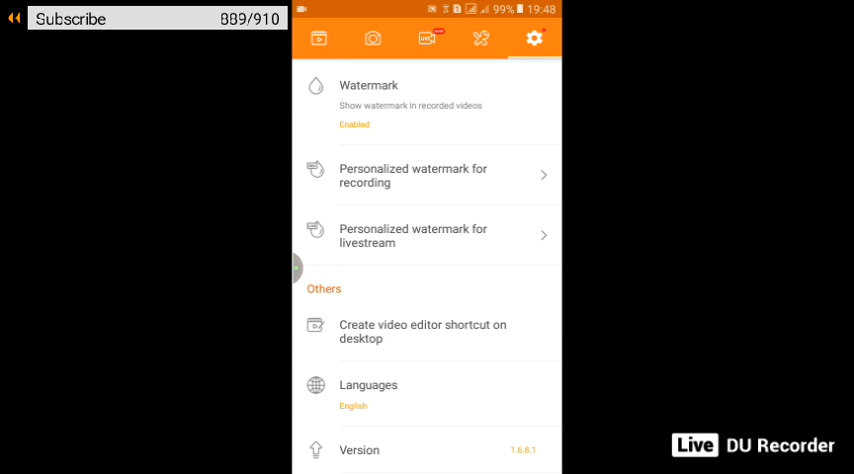 Subscribe 889/910
99% 19:48
LIVE
Watermark
Show watermark in recorded videos
Enabled
Personalized watermark for
recording
Personalized watermark for
livestream
Others
Create video editor shortcut on
desktop
Languages
English
Version 1.6.8.1
Live DU Recorder